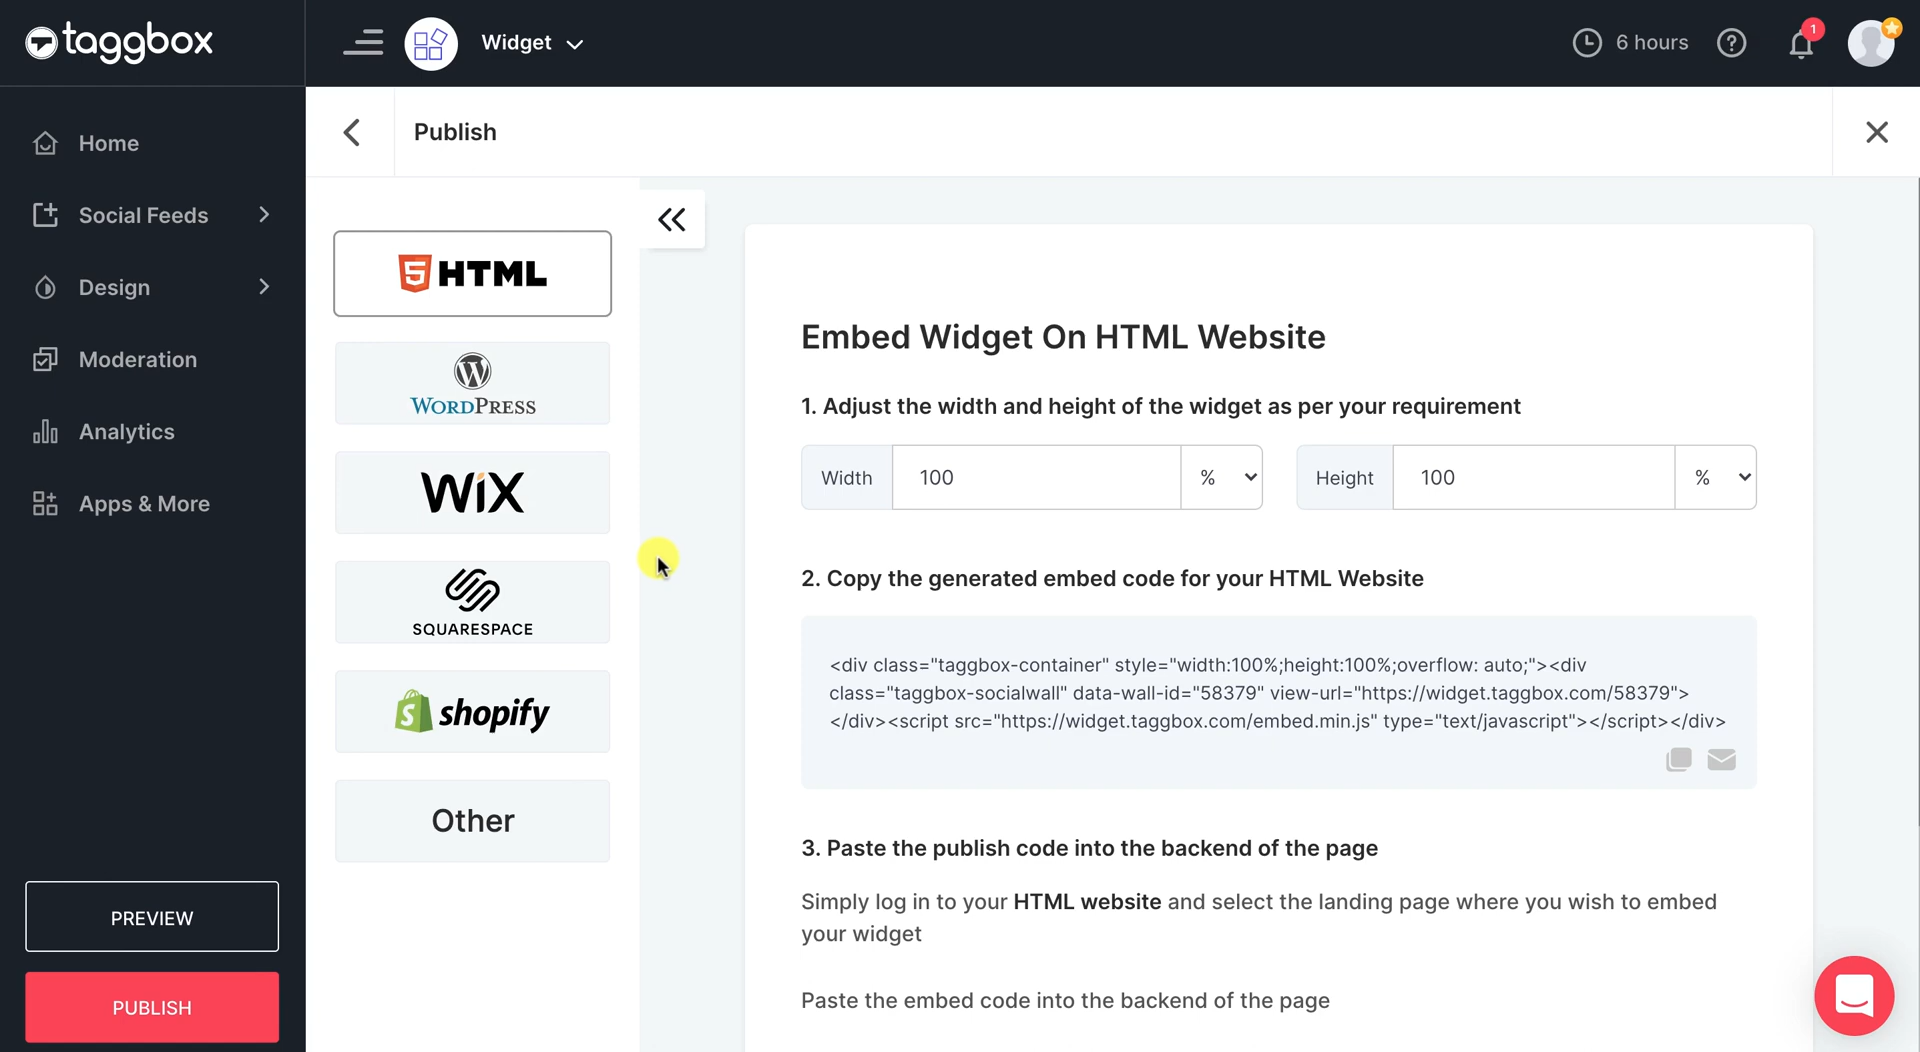 taggbox
Widget
6 hours
1
Home
Social Feeds
Design
Moderation
Analytics
Apps & More
PREVIEW
PUBLISH
Publish
5 HTML
W
WORDPRESS
WiX
SQUARESPACE
S shopify
Other
Embed Widget On HTML Website
1. Adjust the width and height of the widget as per your requirement
Width 100 %
Height 100 %
2. Copy the generated embed code for your HTML Website
<div class="taggbox-container" style="width:100%;height:100%;overflow: auto;"><div
class="taggbox-socialwall" data-wall-id="58379" view-url="https://widget.taggbox.com/58379">
</div><script src="https://widget.taggbox.com/embed.min.js" type="text/javascript"></script></div>
3. Paste the publish code into the backend of the page
Simply log in to your HTML website and select the landing page where you wish to embed
your widget
Paste the embed code into the backend of the page